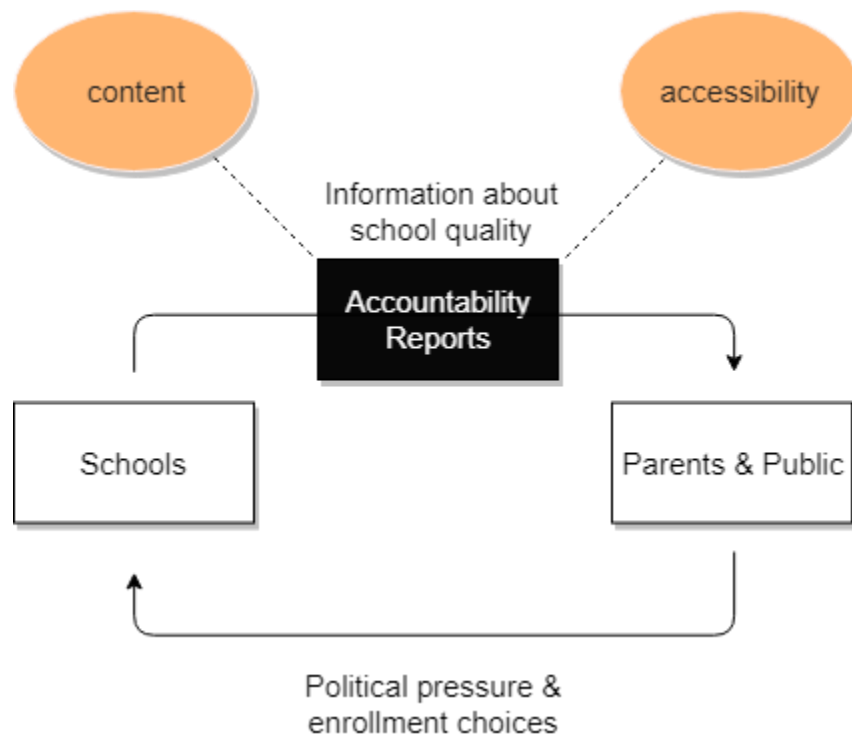 content
accessibility
Information about
school quality
Accountability
Reports
Schools
Parents & Public
Political pressure &
enrollment choices